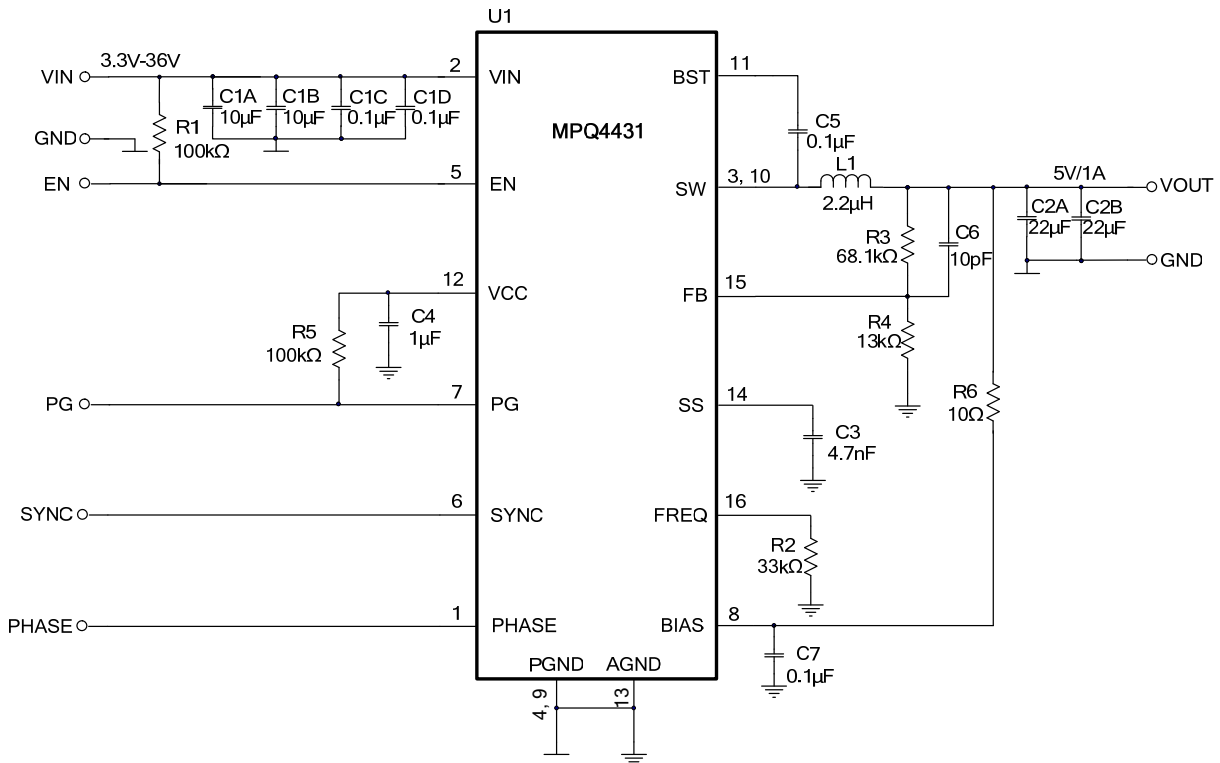 U1
MPQ4431
3.3V-36V
VIN
2
VIN
C1A
10µF
C1B
10µF
C1C
0.1µF
C1D
0.1µF
GND
R1
100kΩ
EN
5
EN
12
VCC
R5
100kΩ
C4
1µF
PG
7
PG
SYNC
6
SYNC
PHASE
1
PHASE
PGND
AGND
4, 9
13
BST
11
C5
0.1µF
L1
2.2µH
SW
3, 10
5V/1A
VOUT
C2A
22µF
C2B
22µF
GND
R3
68.1kΩ
C6
10pF
FB
15
R4
13kΩ
R6
10Ω
SS
14
C3
4.7nF
FREQ
16
R2
33kΩ
BIAS
8
C7
0.1µF